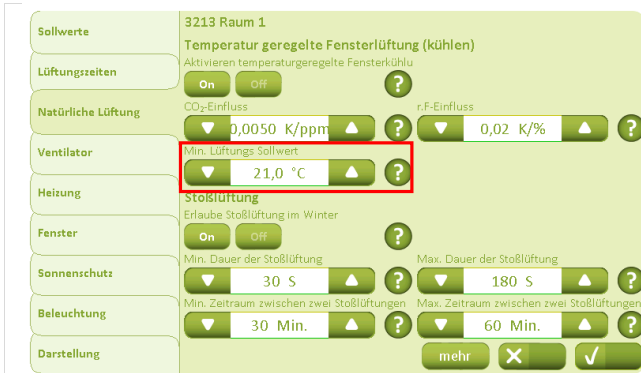 3213 Raum 1
Sollwerte
Temperatur geregelte Fensterlüftung (kühlen)
Aktivieren temperaturgeregelte Fensterkühlu
Lüftungszeiten
On Off ?
Natürliche Lüftung
CO₂-Einfluss r.F-Einfluss
0,0050 K/ppm ? 0,02 K/% ?
Ventilator
Min. Lüftungs Sollwert
21,0 °C ?
Heizung
Stoßlüftung
Erlaube Stoßlüftung im Winter
Fenster
On Off ?
Min. Dauer der Stoßlüftung Max. Dauer der Stoßlüftung
Sonnenschutz
30 S ? 180 S ?
Min. Zeitraum zwischen zwei Stoßlüftungen Max. Zeitraum zwischen zwei Stoßlüftungen
Beleuchtung
30 Min. ? 60 Min. ?
Darstellung
mehr